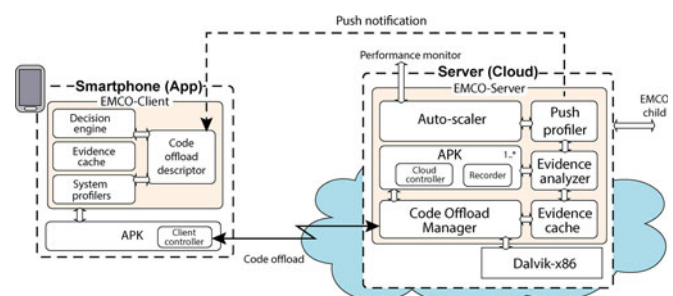 Push notification
Performance monitor
Smartphone (App)
EMCO-Client
Decision
engine
Evidence
cache
System
profilers
Code
offload
descriptor
APK
Client
controller
Code offload
Server (Cloud)
EMCO-Server
Auto-scaler
Push
profiler
EMCO
child
APK
1..*
Cloud
controller
Recorder
Evidence
analyzer
Code Offload
Manager
Evidence
cache
Dalvik-x86